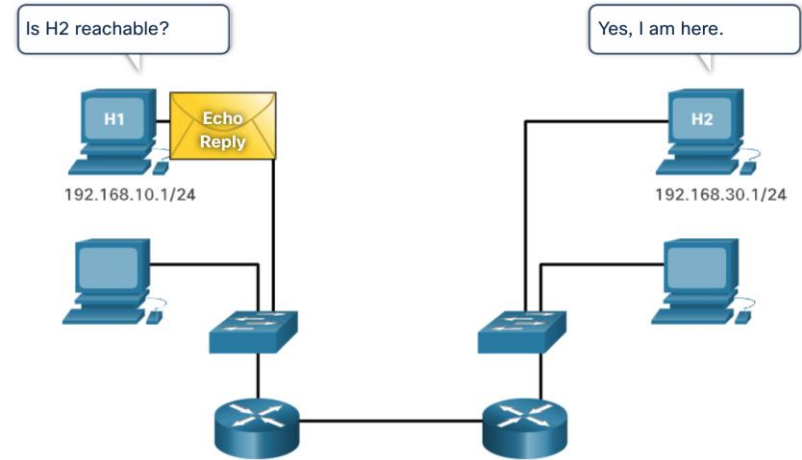 Is H2 reachable?
Yes, I am here.
H1
Echo
Reply
H2
192.168.10.1/24
192.168.30.1/24